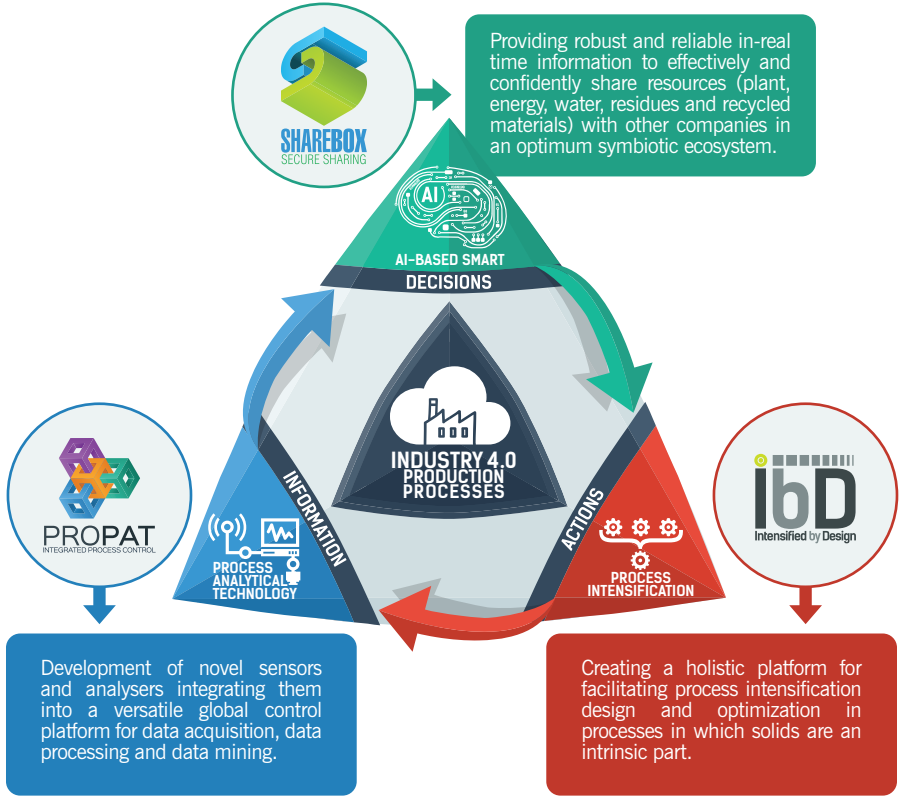 SHAREBOX
SECURE SHARING
Providing robust and reliable in-real
time information to effectively and
confidently share resources (plant,
energy, water, residues and recycled
materials) with other companies in
an optimum symbiotic ecosystem.
AI
AI-BASED SMART
DECISIONS
INDUSTRY 4.0
PRODUCTION
PROCESSES
PROPAT
INTEGRATED PROCESS CONTROL
INFORMATION
PROCESS
ANALYTICAL
TECHNOLOGY
ACTIONS
PROCESS
INTENSIFICATION
IbD
Intensified by Design
Development of novel sensors
and analysers integrating them
into a versatile global control
platform for data acquisition, data
processing and data mining.
Creating a holistic platform for
facilitating process intensification
design and optimization in
processes in which solids are an
intrinsic part.